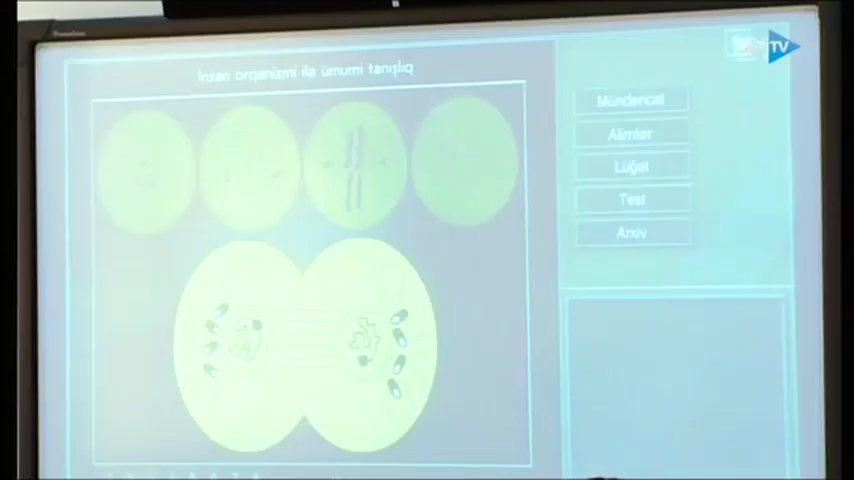 İnsan orqanizmi ilə ümumi tanışlıq
TV
Mündəricat
Alimlər
Lüğət
Test
Arxiv